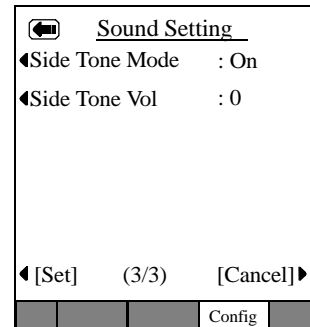 Sound Setting
Side Tone Mode : On
Side Tone Vol : 0
[Set] (3/3) [Cancel]
Config